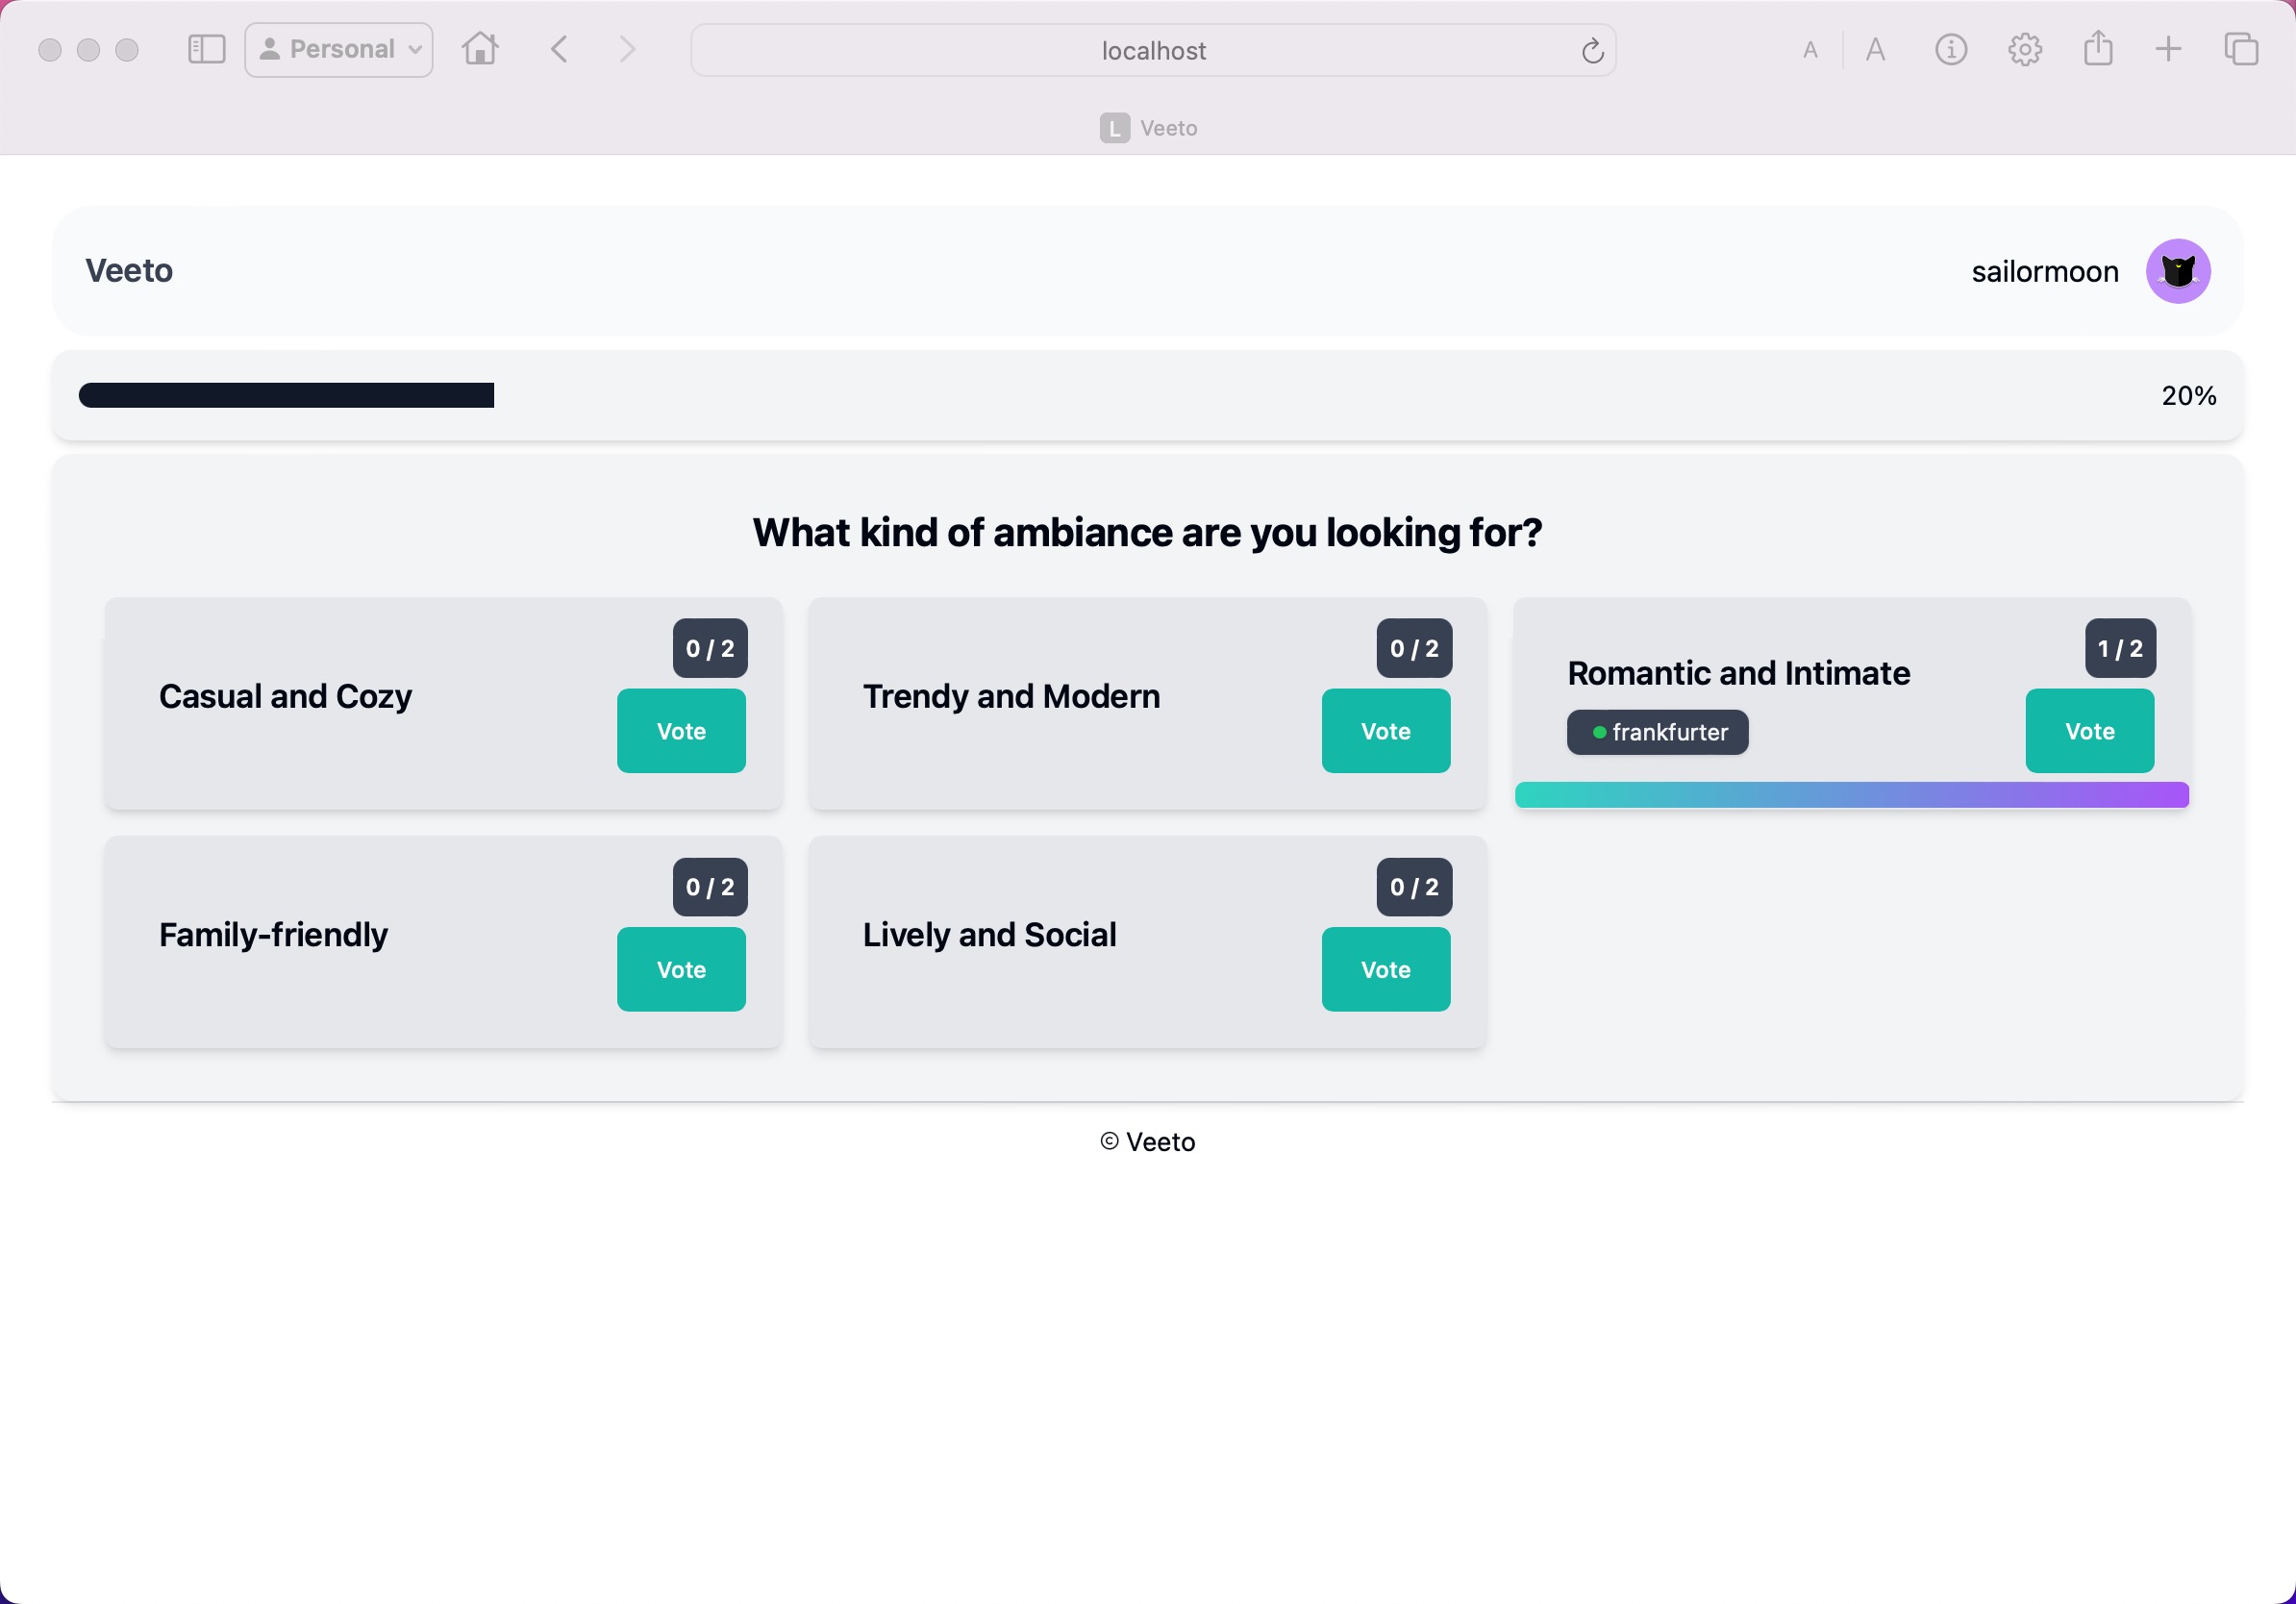 Personal
localhost
A A
L Veeto
Veeto
sailormoon
20%
What kind of ambiance are you looking for?
Casual and Cozy
0 / 2
Vote
Trendy and Modern
0 / 2
Vote
Romantic and Intimate
frankfurter
1 / 2
Vote
Family-friendly
0 / 2
Vote
Lively and Social
0 / 2
Vote
© Veeto